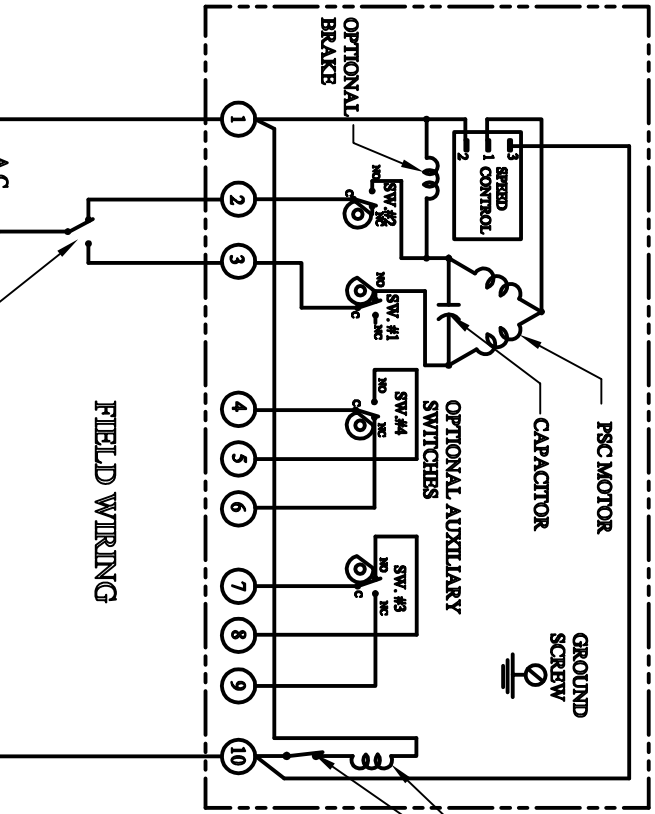 OPTIONAL
BRAKE
3
1
2
SPEED
CONTROL
PSC MOTOR
CAPACITOR
GROUND
SCREW
OPTIONAL AUXILIARY
SWITCHES
NO
C
NC
SW.#2
NO
C
NC
SW. #1
NO
C
NC
SW.#4
NO
C
NC
SW. #3
1
2
3
4
5
6
7
8
9
10
FIELD WIRING